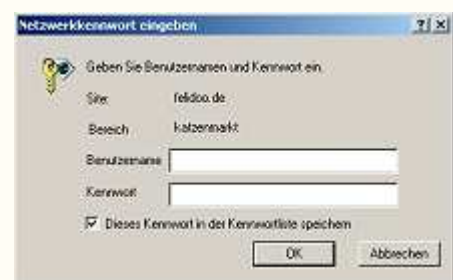 Netzwerkkennwort eingeben
Geben Sie Benutzernamen und Kennwort ein.
Site: felidoo.de
Bereich katzenmarkt
Benutzername
Kennwort
Dieses Kennwort in der Kennwortliste speichern
OK Abbrechen